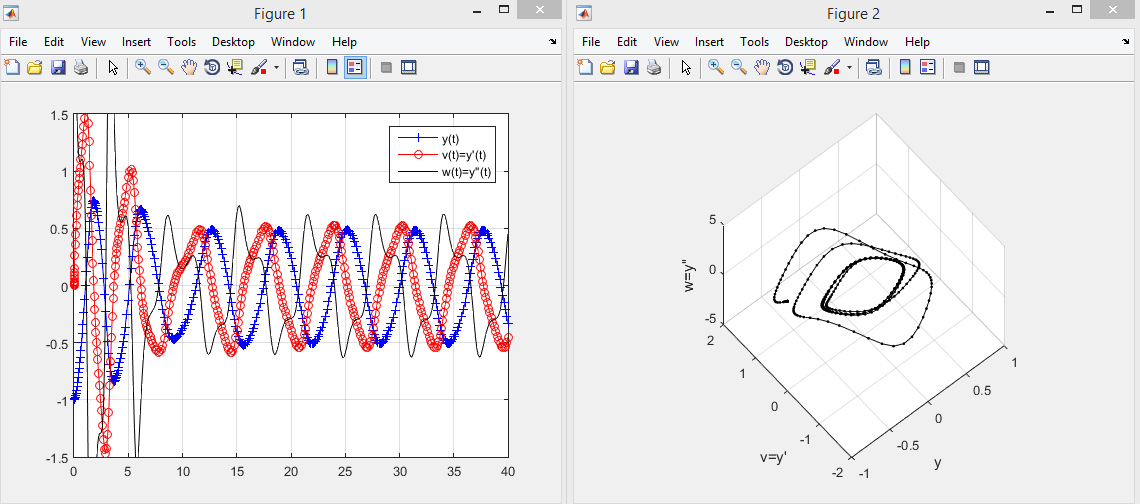 Figure 1
File Edit View Insert Tools Desktop Window Help
1.5
1
0.5
0
-0.5
-1
-1.5
0 5 10 15 20 25 30 35 40
y(t)
v(t)=y'(t)
w(t)=y''(t)
Figure 2
File Edit View Insert Tools Desktop Window Help
5
0
-5
w=y''
2
1
0
-1
-2
v=y'
-1
-0.5
0
0.5
1
y